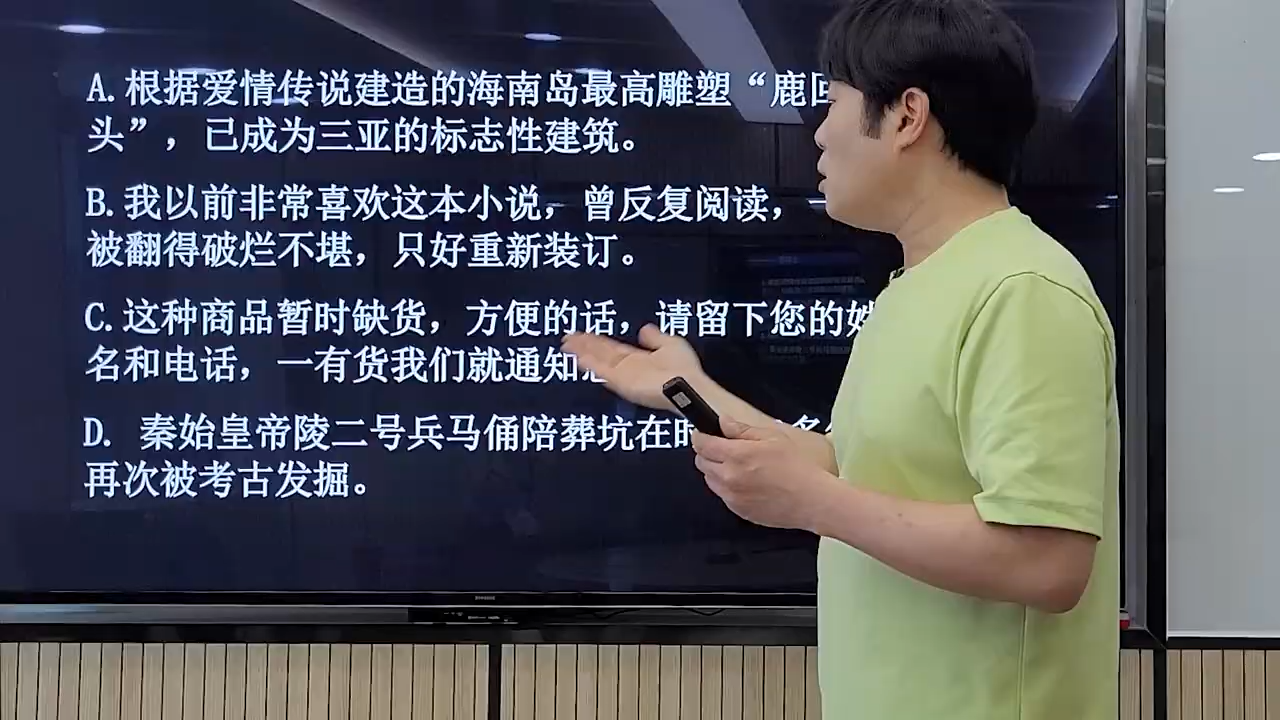 A. 根据爱情传说建造的海南岛最高雕塑“鹿回
头”，已成为三亚的标志性建筑。
B. 我以前非常喜欢这本小说，曾反复阅读，
被翻得破烂不堪，只好重新装订。
C. 这种商品暂时缺货，方便的话，请留下您的姓
名和电话，一有货我们就通知
D. 秦始皇帝陵二号兵马俑陪葬坑在时
再次被考古发掘。
SAMSUNG